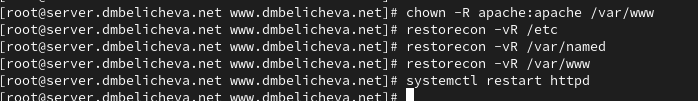 [root@server.dmbelicheva.net www.dmbelicheva.net]# chown -R apache:apache /var/www
[root@server.dmbelicheva.net www.dmbelicheva.net]# restorecon -vR /etc
[root@server.dmbelicheva.net www.dmbelicheva.net]# restorecon -vR /var/named
[root@server.dmbelicheva.net www.dmbelicheva.net]# restorecon -vR /var/www
[root@server.dmbelicheva.net www.dmbelicheva.net]# systemctl restart httpd
[root@server.dmbelicheva.net www.dmbelicheva.net]#